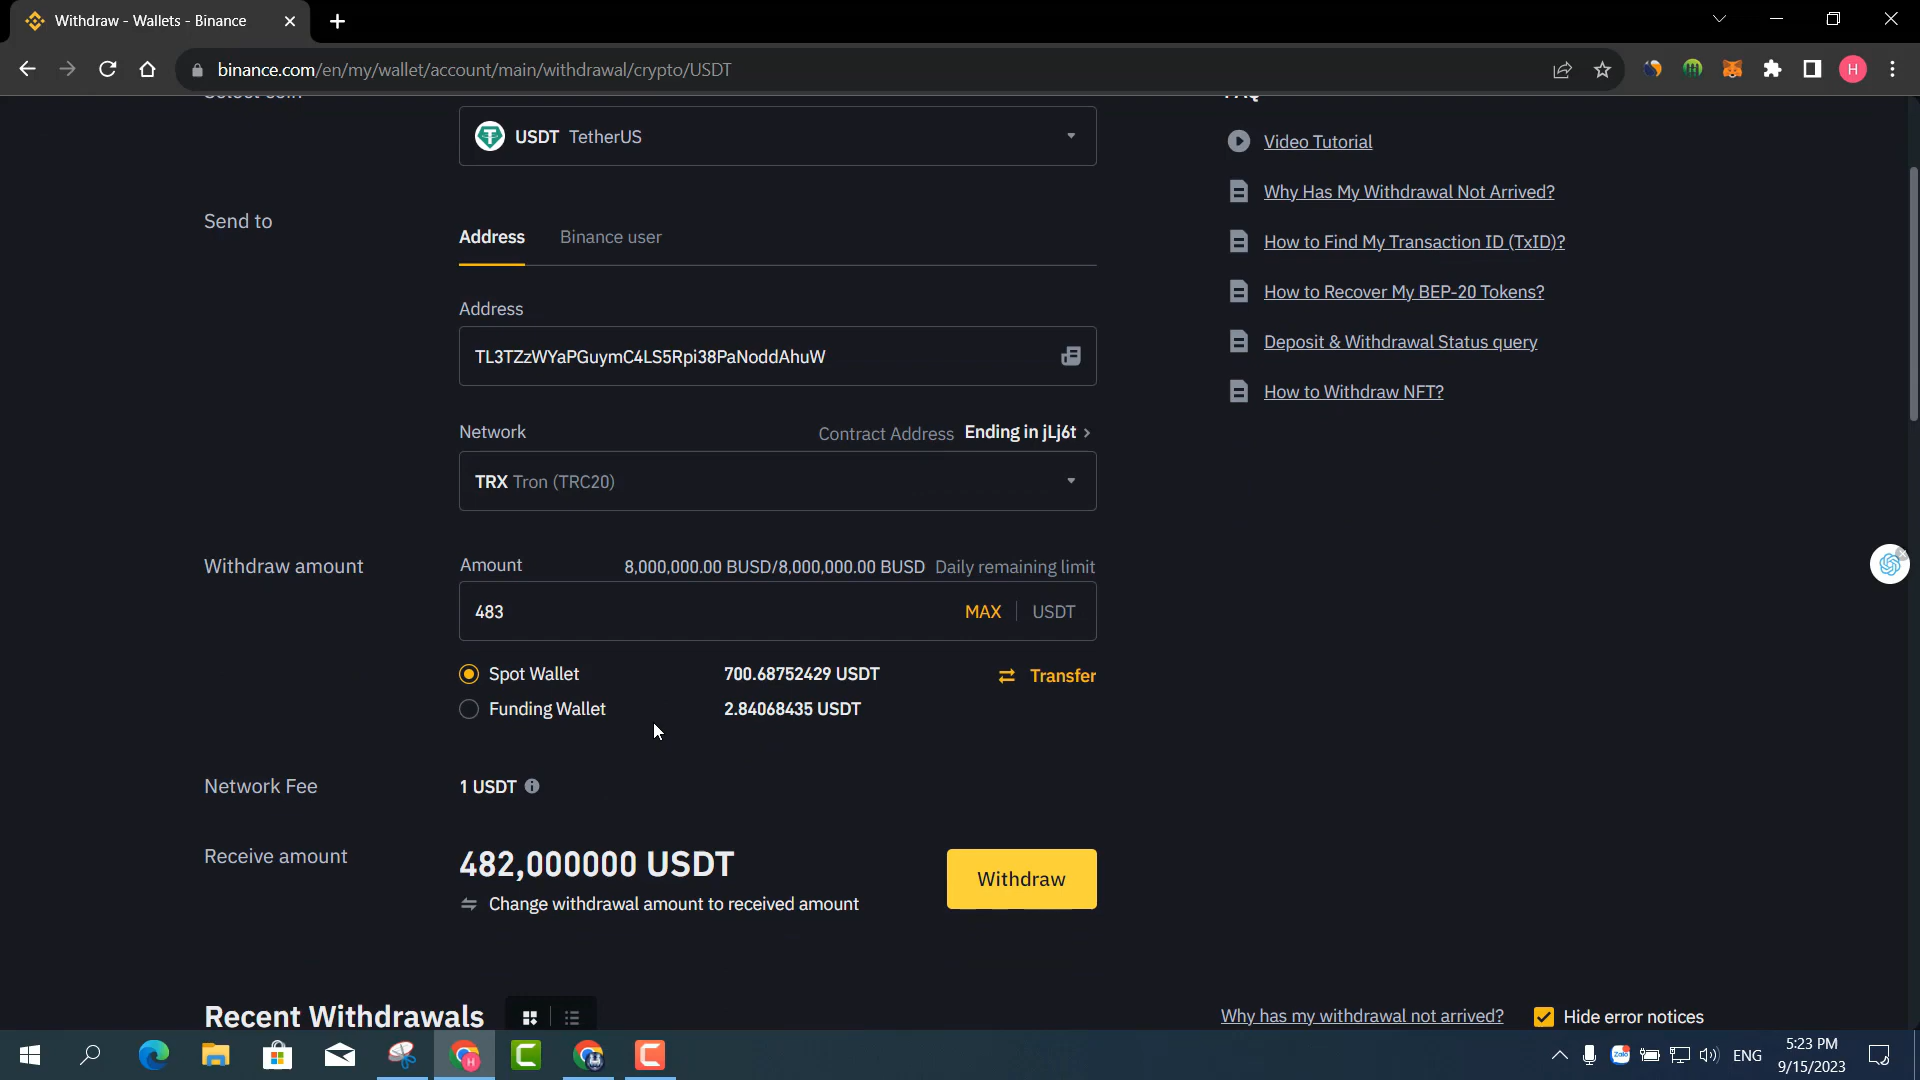 Withdraw - Wallets - Binance
binance.com/en/my/wallet/account/main/withdrawal/crypto/USDT
H
Select coin
FAQ
USDT TetherUS
Video Tutorial
Why Has My Withdrawal Not Arrived?
Send to
Address Binance user
How to Find My Transaction ID (TxID)?
How to Recover My BEP-20 Tokens?
Address
TL3TZzWYaPGuymC4LS5Rpi38PaNoddAhuW
Deposit & Withdrawal Status query
How to Withdraw NFT?
Network Contract Address Ending in jLj6t
TRX Tron (TRC20)
Withdraw amount
Amount 8,000,000.00 BUSD/8,000,000.00 BUSD Daily remaining limit
483 MAX USDT
Spot Wallet 700.68752429 USDT Transfer
Funding Wallet 2.84068435 USDT
Network Fee 1 USDT
Receive amount 482,000000 USDT
Withdraw
Change withdrawal amount to received amount
Recent Withdrawals
Why has my withdrawal not arrived? Hide error notices
H
Zalo
ENG
5:23 PM
9/15/2023